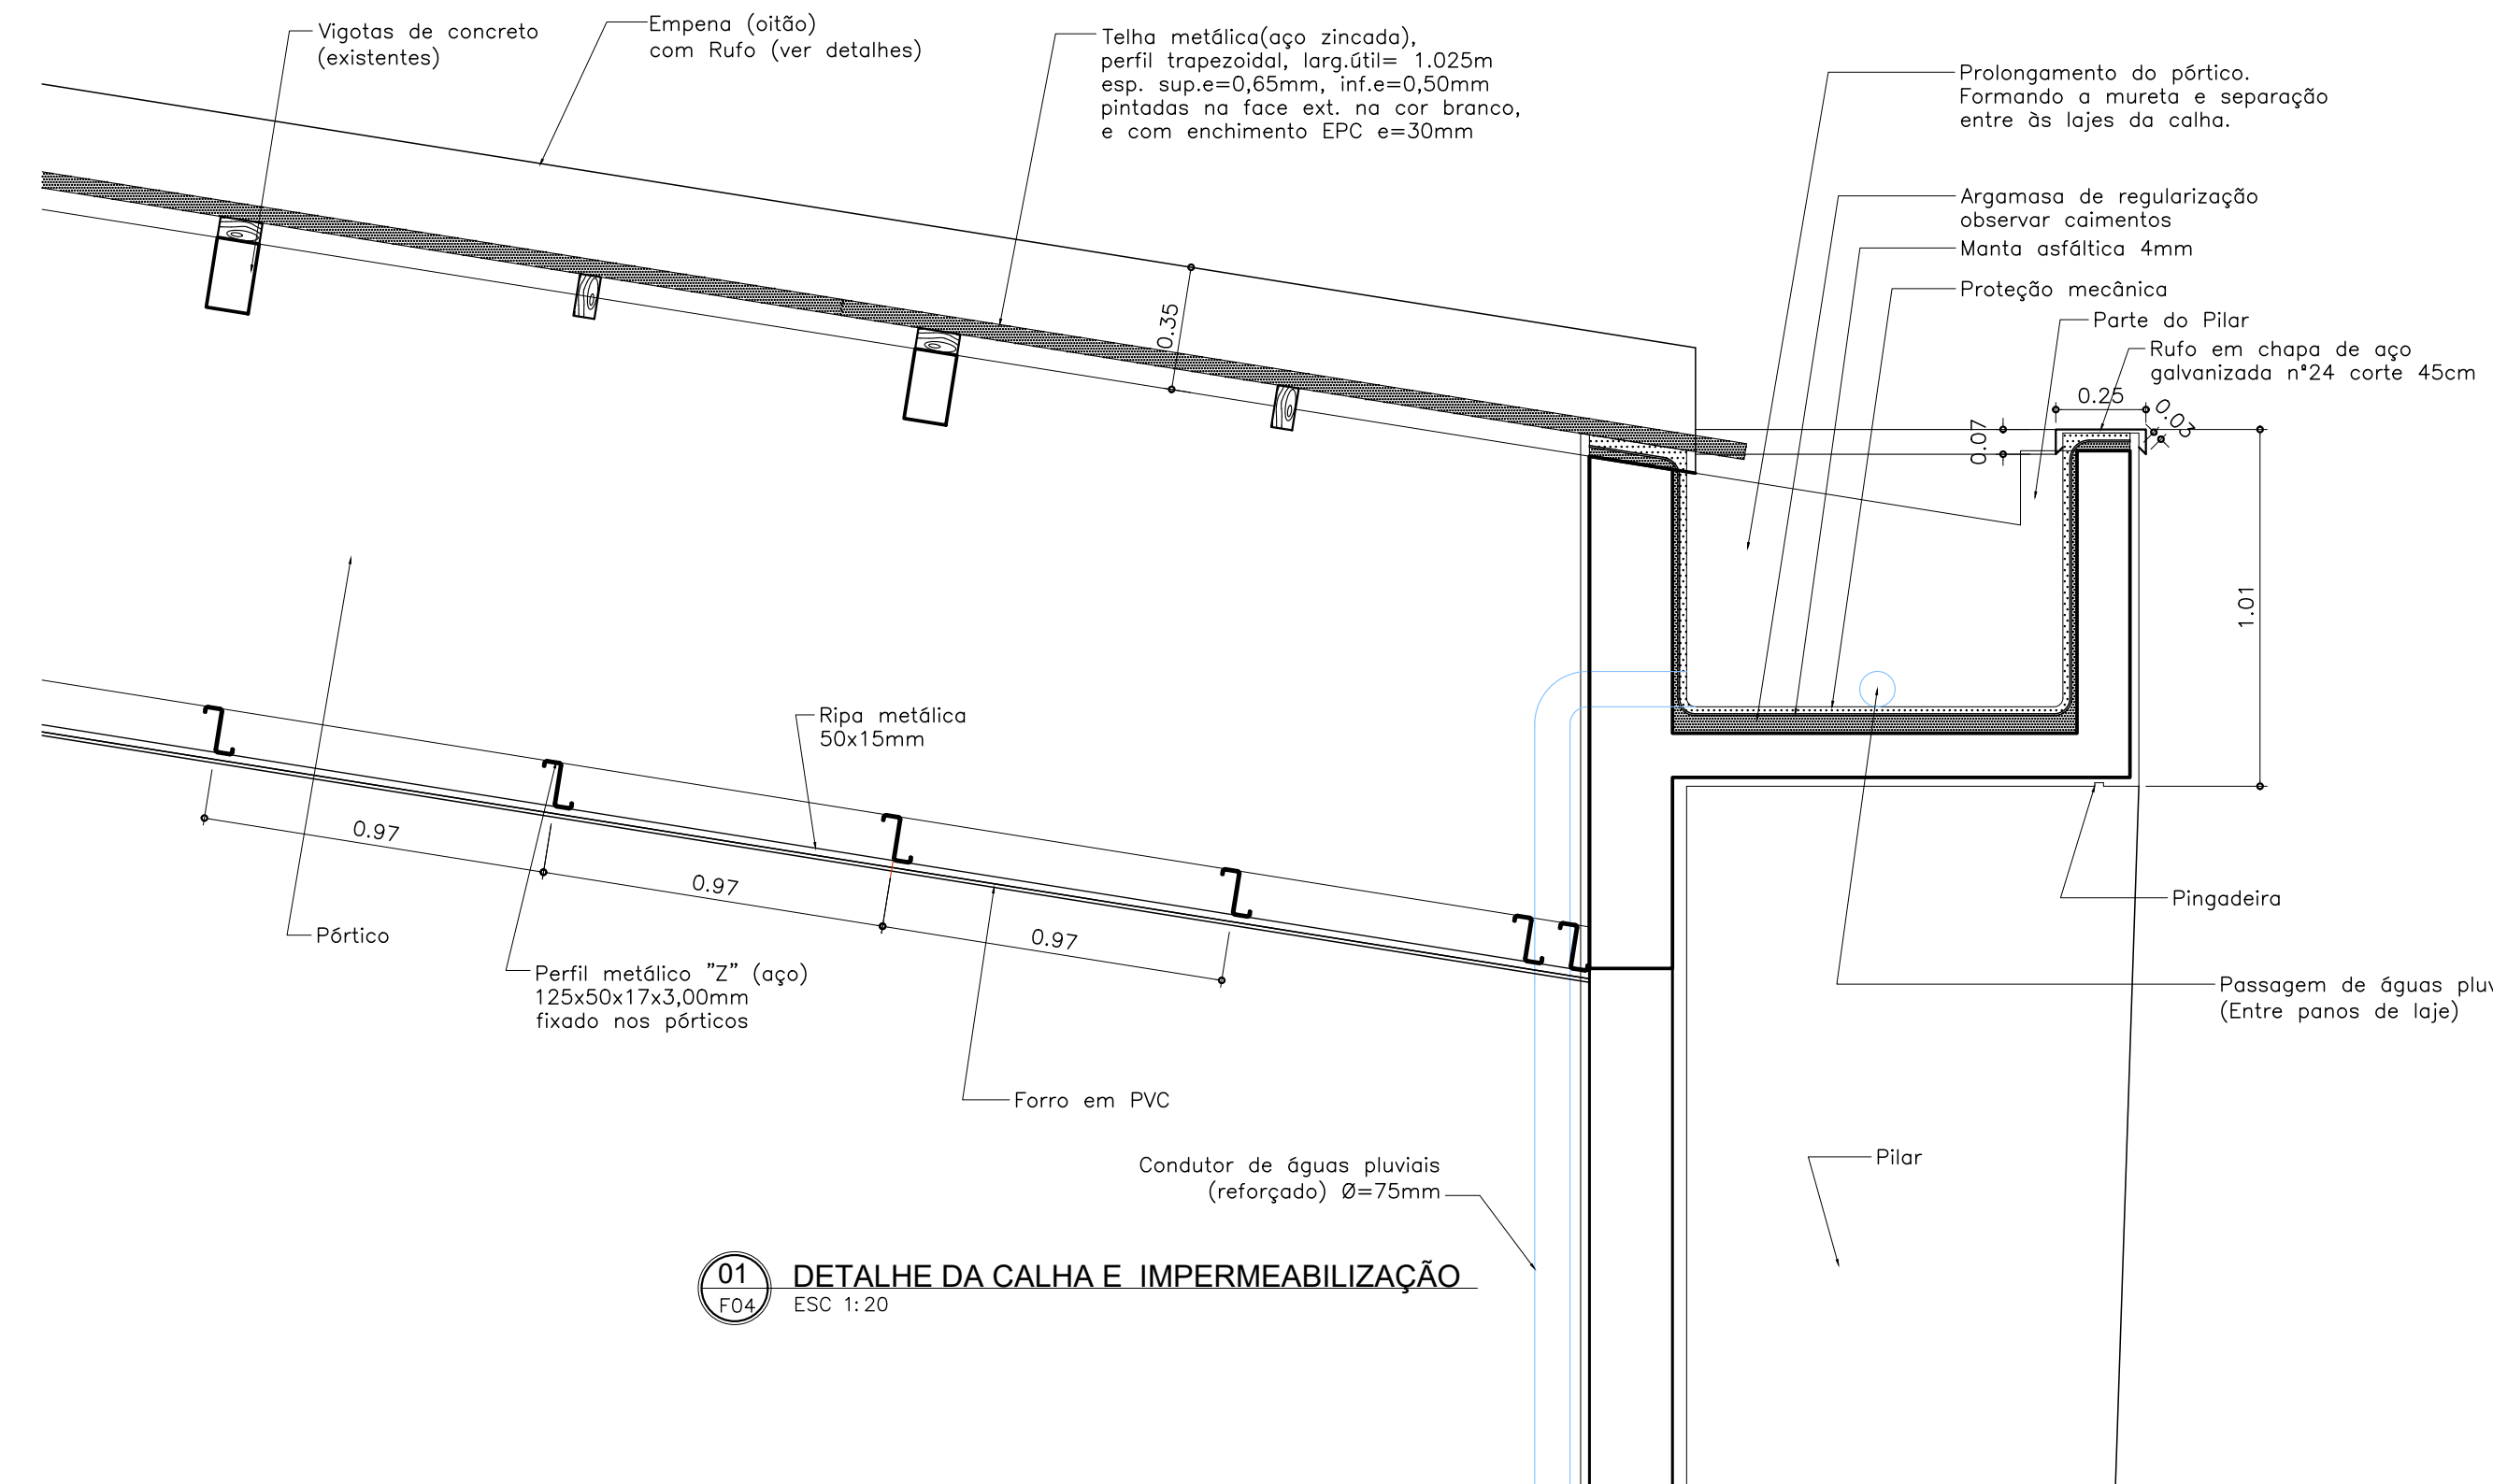 Vigotas de concreto
(existentes)
Empena (oitão)
com Rufo (ver detalhes)
Telha metálica(aço zincada),
perfil trapezoidal, larg.útil= 1.025m
esp. sup.e=0,65mm, inf.e=0,50mm
pintadas na face ext. na cor branco,
e com enchimento EPC e=30mm
Prolongamento do pórtico.
Formando a mureta e separação
entre às lajes da calha.
Argamasa de regularização
observar caimentos
Manta asfáltica 4mm
Proteção mecânica
Parte do Pilar
Rufo em chapa de aço
galvanizada nº24 corte 45cm
0.25
0.03
0.07
0.35
1.01
Ripa metálica
50x15mm
0.97
0.97
0.97
Pórtico
Perfil metálico "Z" (aço)
125x50x17x3,00mm
fixado nos pórticos
Forro em PVC
Pingadeira
Passagem de águas
(Entre panos de laje)
Condutor de águas pluviais
(reforçado) Ø=75mm
Pilar
01
F04
DETALHE DA CALHA E IMPERMEABILIZAÇÃO
ESC 1:20